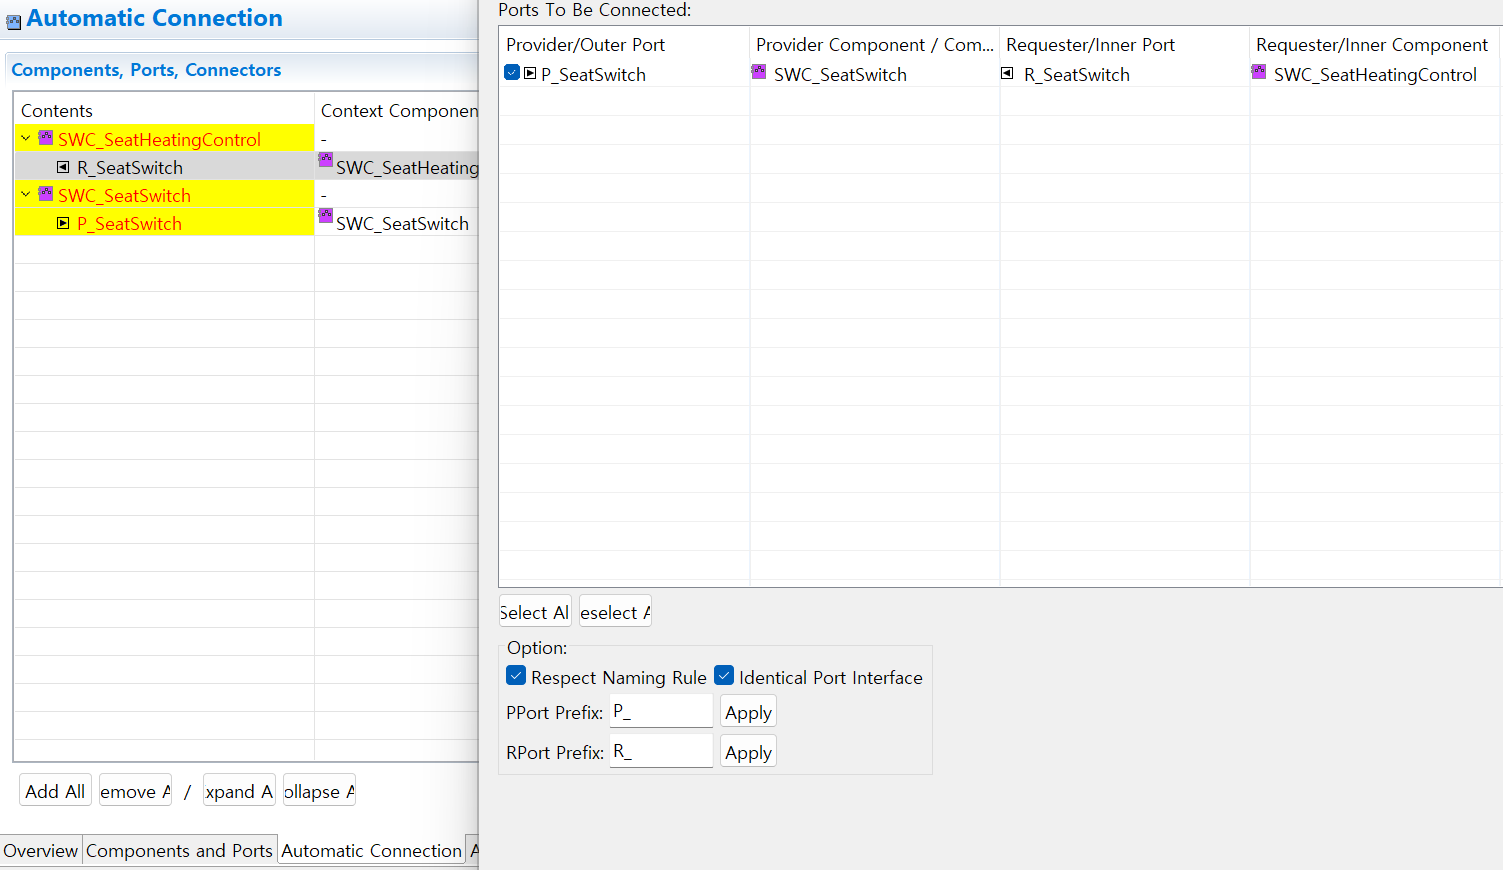 Automatic Connection
Components, Ports, Connectors
Contents Context Componen
SWC_SeatHeatingControl -
R_SeatSwitch SWC_SeatHeating
SWC_SeatSwitch -
P_SeatSwitch SWC_SeatSwitch
Add All emove A / xpand A ollapse A
Overview Components and Ports Automatic Connection A
Ports To Be Connected:
Provider/Outer Port Provider Component / Com... Requester/Inner Port Requester/Inner Component
P_SeatSwitch SWC_SeatSwitch R_SeatSwitch SWC_SeatHeatingControl
Select Al eselect A
Option:
Respect Naming Rule Identical Port Interface
PPort Prefix: P_ Apply
RPort Prefix: R_ Apply